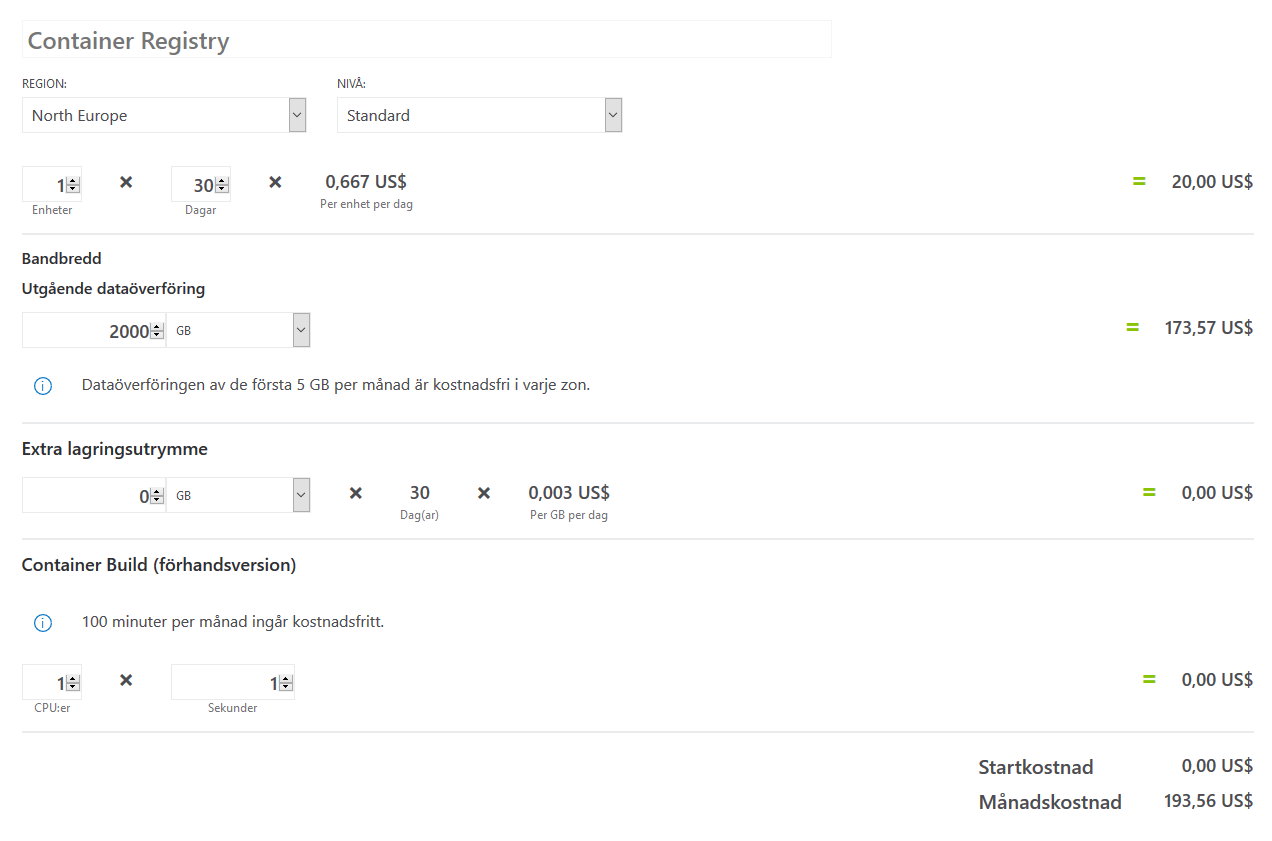 Container Registry
REGION: NIVÅ:
North Europe Standard
1 × 30 × 0,667 US$ = 20,00 US$
Enheter Dagar Per enhet per dag
Bandbredd
Utgående dataöverföring
2000 GB = 173,57 US$
Dataöverföringen av de första 5 GB per månad är kostnadsfri i varje zon.
Extra lagringsutrymme
0 GB × 30 × 0,003 US$ = 0,00 US$
Dag(ar) Per GB per dag
Container Build (förhandsversion)
100 minuter per månad ingår kostnadsfritt.
1 × 1 = 0,00 US$
CPU:er Sekunder
Startkostnad 0,00 US$
Månadskostnad 193,56 US$